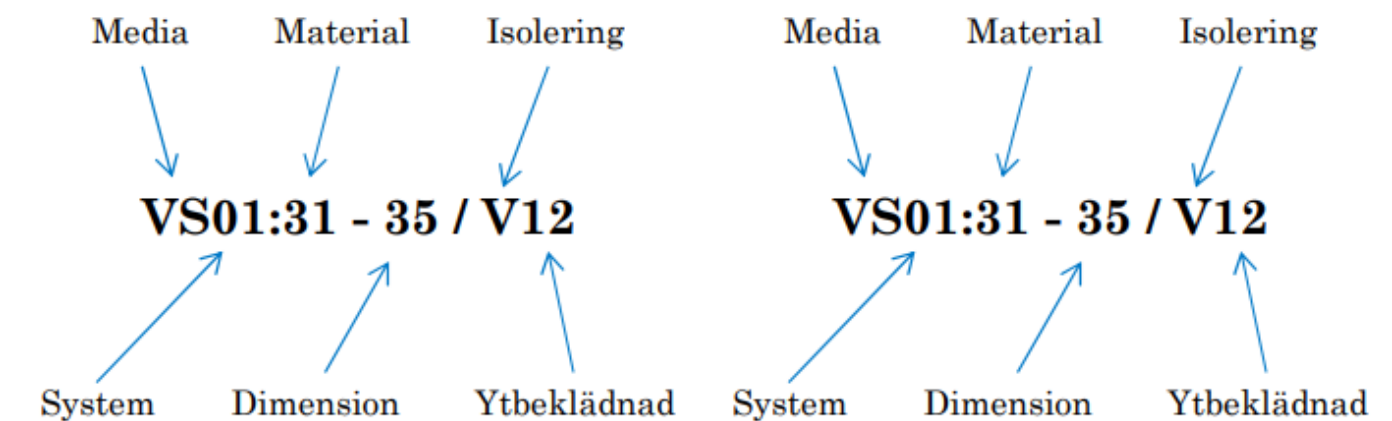 Media Material Isolering Media Material Isolering
VS01:31 - 35 / V12 VS01:31 - 35 / V12
System Dimension Ytbeklädnad System Dimension Ytbeklädnad